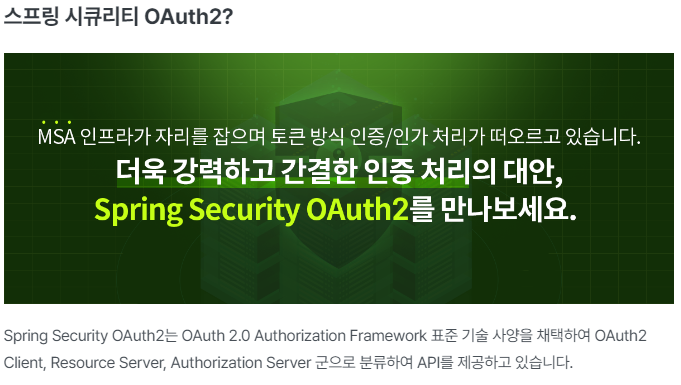 스프링 시큐리티 OAuth2?
MSA 인프라가 자리를 잡으며 토큰 방식 인증/인가 처리가 떠오르고 있습니다.
더욱 강력하고 간결한 인증 처리의 대안,
Spring Security OAuth2를 만나보세요.
Spring Security OAuth2는 OAuth 2.0 Authorization Framework 표준 기술 사양을 채택하여 OAuth2
Client, Resource Server, Authorization Server 군으로 분류하여 API를 제공하고 있습니다.